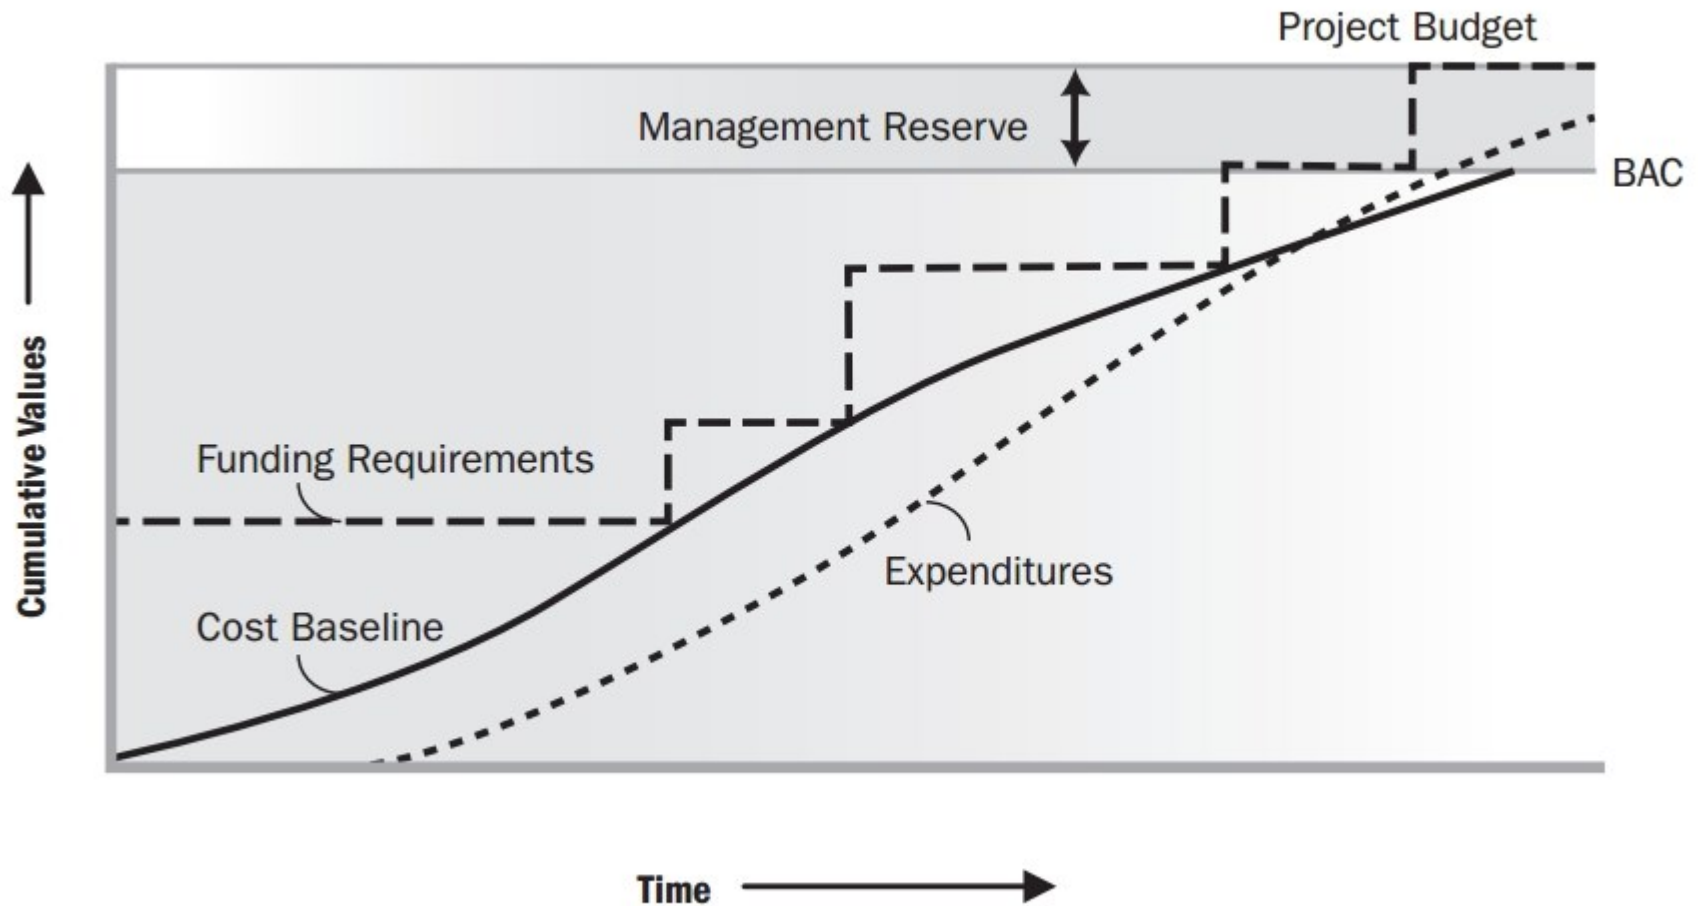 Project Budget
Management Reserve
BAC
Cumulative Values
Funding Requirements
Expenditures
Cost Baseline
Time